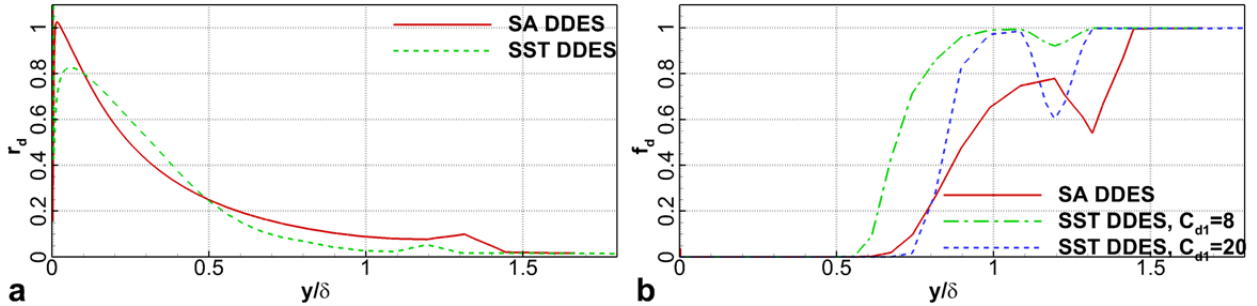 1
0.8
0.6
0.4
0.2
0
r_d
0
0.5
1
1.5
y/δ
SA DDES
SST DDES
a
1
0.8
0.6
0.4
0.2
0
f_d
0
0.5
1
1.5
y/δ
SA DDES
SST DDES, C_d1=8
SST DDES, C_d1=20
b